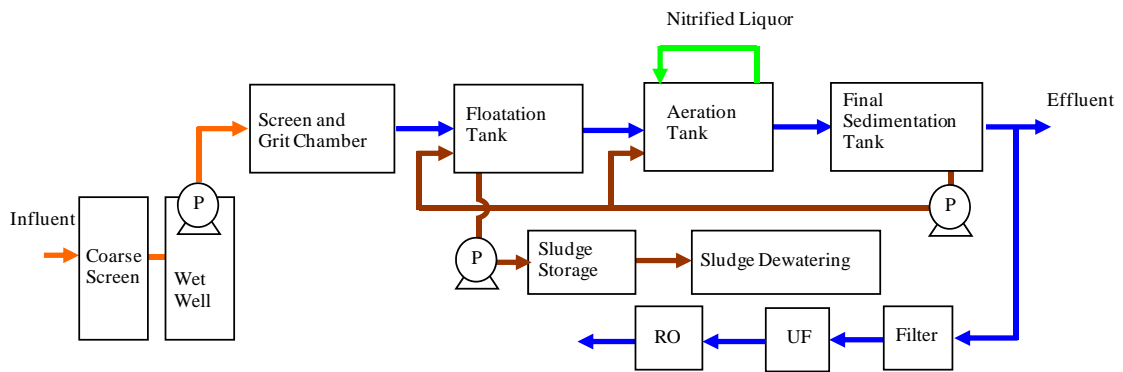 Nitrified Liquor
Screen and
Grit Chamber
Floatation
Tank
Aeration
Tank
Final
Sedimentation
Tank
Effluent
P
Influent
Coarse
Screen
Wet
Well
P
P
Sludge
Storage
Sludge Dewatering
RO
UF
Filter